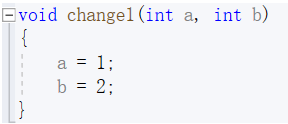 void change1(int a, int b)
{
a = 1;
b = 2;
}